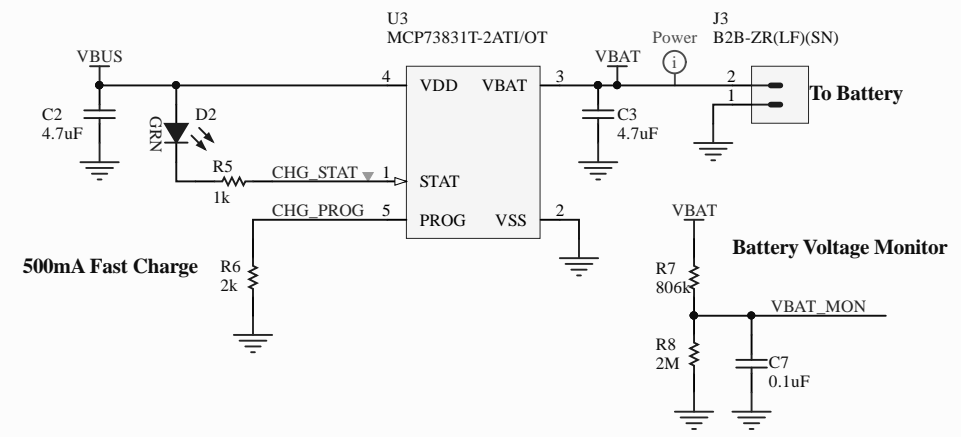 U3
MCP73831T-2ATI/OT
J3
B2B-ZR(LF)(SN)
VBUS
VBAT
Power
i
4
VDD
VBAT
3
2
1
To Battery
C2
4.7uF
GRN
D2
C3
4.7uF
R5
1k
CHG_STAT
1
STAT
CHG_PROG
5
PROG
VSS
2
VBAT
500mA Fast Charge
R6
2k
Battery Voltage Monitor
R7
806k
VBAT_MON
R8
2M
C7
0.1uF